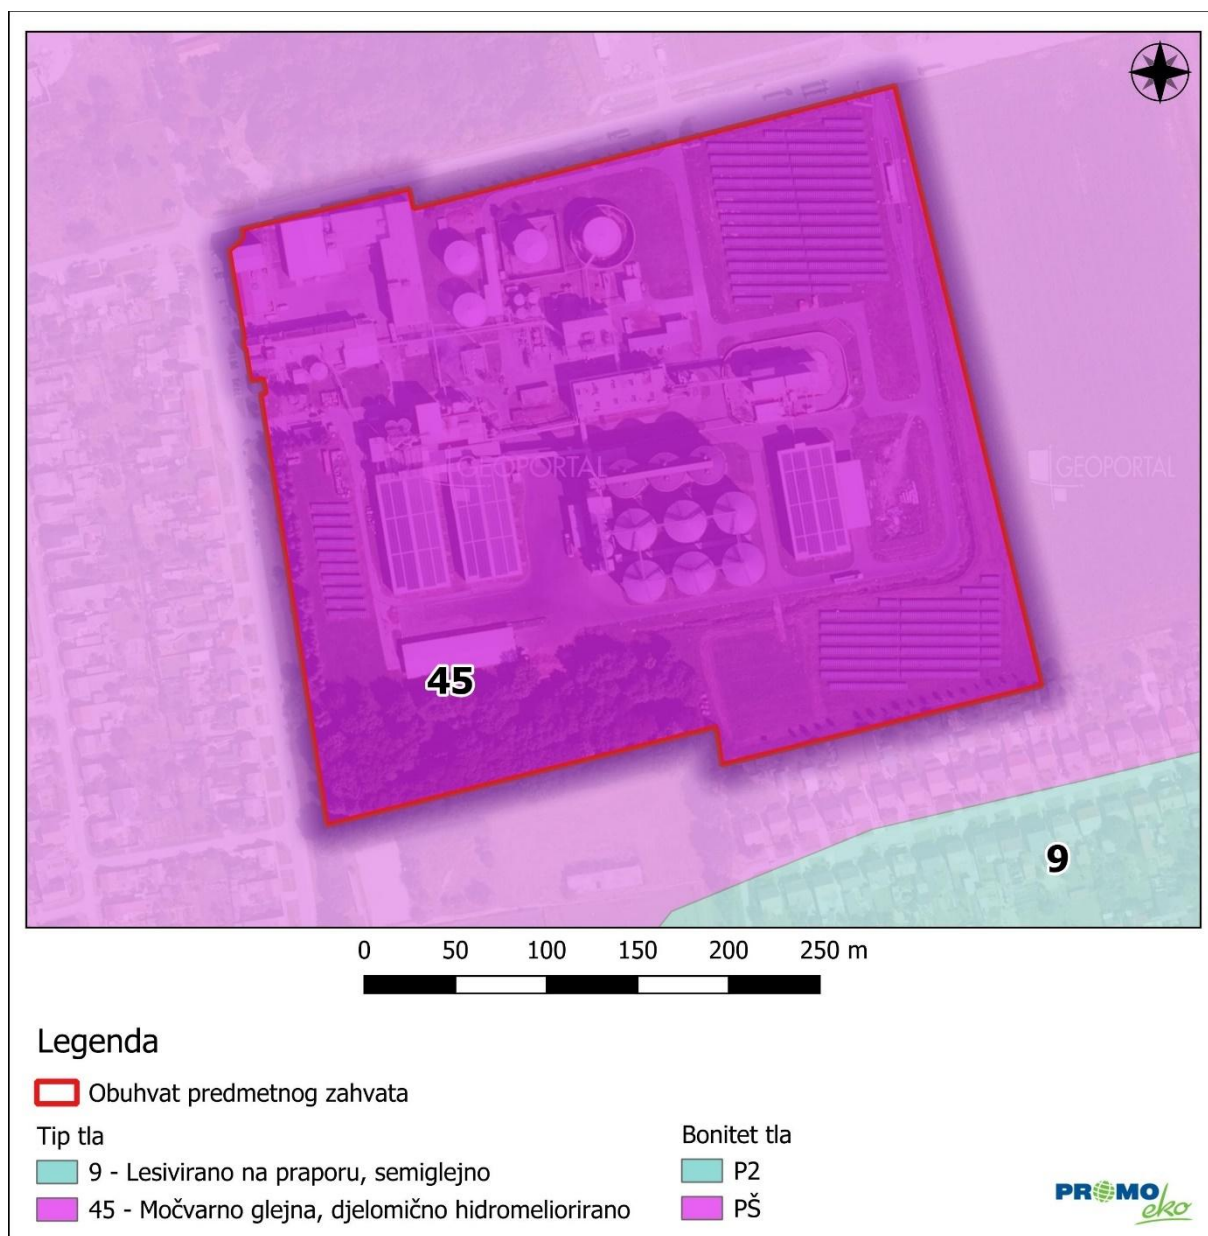 GEOPORTAL
GEOPORTAL
45
9
0 50 100 150 200 250 m
Legenda
Obuhvat predmetnog zahvata
Tip tla
9 - Lesivirano na praporu, semiglejno
45 - Močvarno glejna, djelomično hidromeliorirano
Bonitet tla
P2
PŠ
PROMO
eko